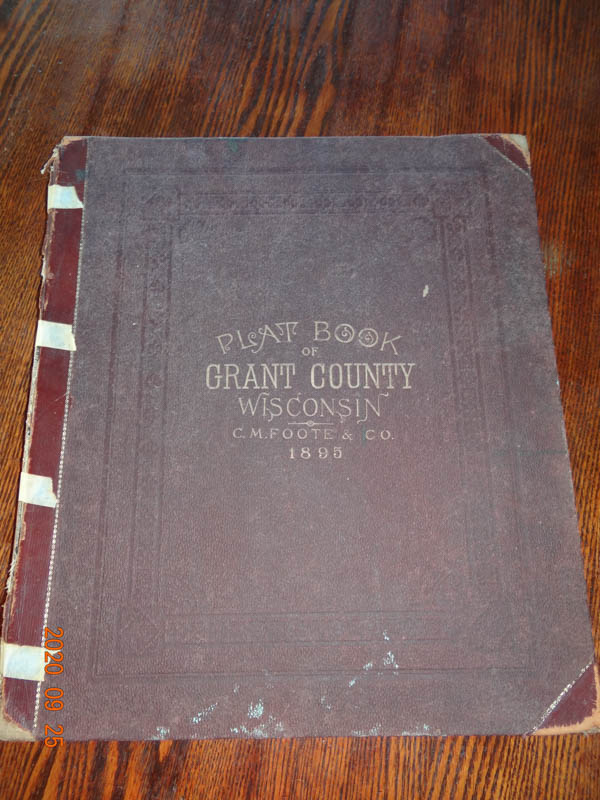 PLAT BOOK
OF
GRANT COUNTY
WISCONSIN
C.M. FOOTE & CO.
1895
2020 09 25